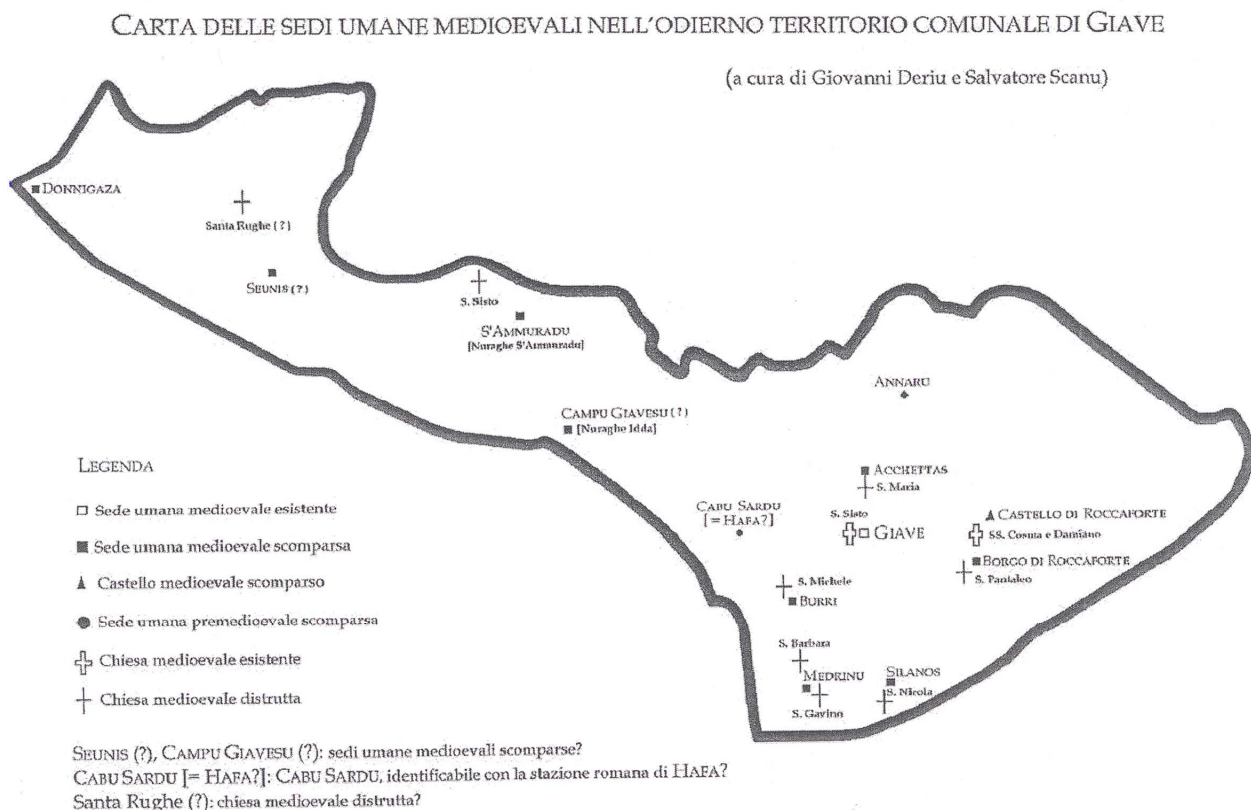 CARTA DELLE SEDI UMANE MEDIOEVALI NELL'ODIERNO TERRITORIO COMUNALE DI GIAVE
(a cura di Giovanni Deriu e Salvatore Scanu)
DONNIGAZA
Santa Rughe (?)
SEUNIS (?)
S. Sisto
S'AMMURADU
[Nuraghe S'Ammuradu]
ANNARU
CAMPU GIAVESU (?)
[Nuraghe Idda]
ACCHETTAS
S. Maria
CABU SARDU
[= HAFA?]
S. Sisto
GIAVE
CASTELLO DI ROCCAFORTE
SS. Cosma e Damiano
BORGO DI ROCCAFORTE
S. Pantaleo
S. Michele
BURRI
S. Barbara
MEDRINU
S. Gavino
SILANOS
S. Nicola
LEGENDA
Sede umana medioevale esistente
Sede umana medioevale scomparsa
Castello medioevale scomparso
Sede umana premedioevale scomparsa
Chiesa medioevale esistente
Chiesa medioevale distrutta
SEUNIS (?), CAMPU GIAVESU (?): sedi umane medioevali scomparse?
CABU SARDU [= HAFA?]: CABU SARDU, identificabile con la stazione romana di HAFA?
Santa Rughe (?): chiesa medioevale distrutta?